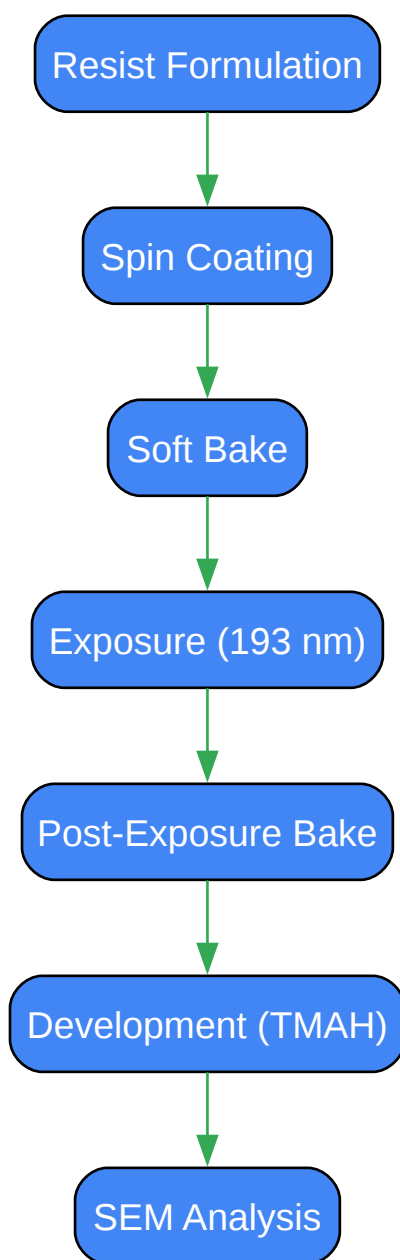 Resist Formulation
Spin Coating
Soft Bake
Exposure (193 nm)
Post-Exposure Bake
Development (TMAH)
SEM Analysis